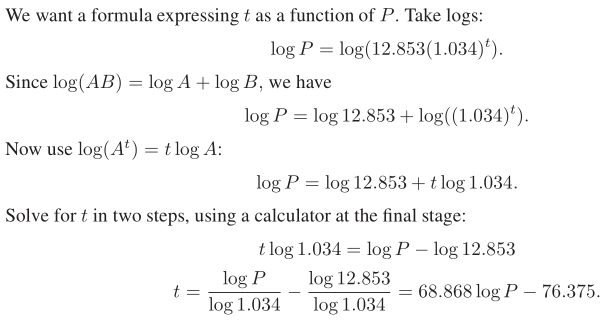 We want a formula expressing t as a function of P. Take logs:
log P = log(12.853(1.034)^t).
Since log(AB) = log A + log B, we have
log P = log 12.853 + log((1.034)^t).
Now use log(A^t) = t log A:
log P = log 12.853 + t log 1.034.
Solve for t in two steps, using a calculator at the final stage:
t log 1.034 = log P − log 12.853
t = \frac{log P}{log 1.034} − \frac{log 12.853}{log 1.034} = 68.868 log P − 76.375.